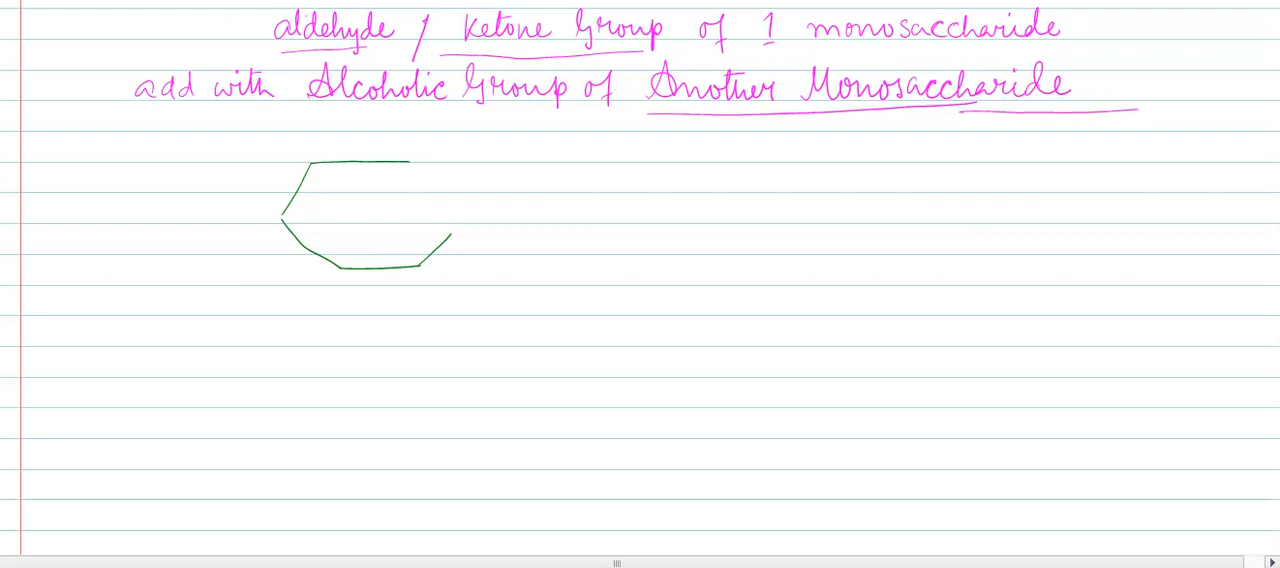 aldehyde / Ketone Group of 1 monosaccharide
add with Alcoholic Group of Another Monosaccharide